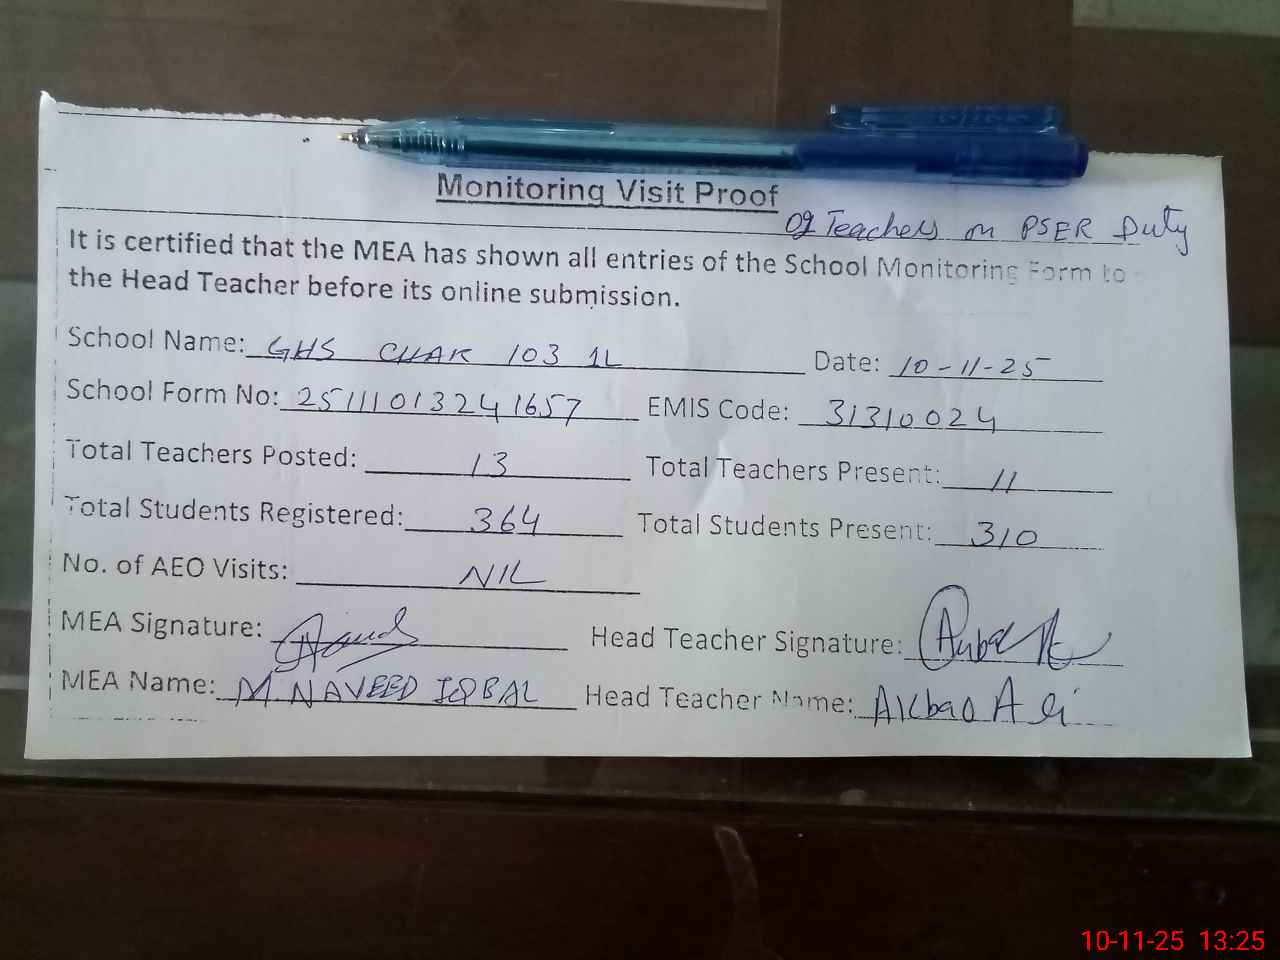 Monitoring Visit Proof
02 Teachers on PSER Duty
It is certified that the MEA has shown all entries of the School Monitoring Form to
the Head Teacher before its online submission.
School Name: GHS CHAK 103 1L Date: 10-11-25
School Form No: 2511101324 1657 EMIS Code: 31310024
Total Teachers Posted: 13 Total Teachers Present: 11
Total Students Registered: 364 Total Students Present: 310
No. of AEO Visits: NIL
MEA Signature: Head Teacher Signature:
MEA Name: M NAVEED IQBAL Head Teacher Name: Akbar Ali
10-11-25 13:25